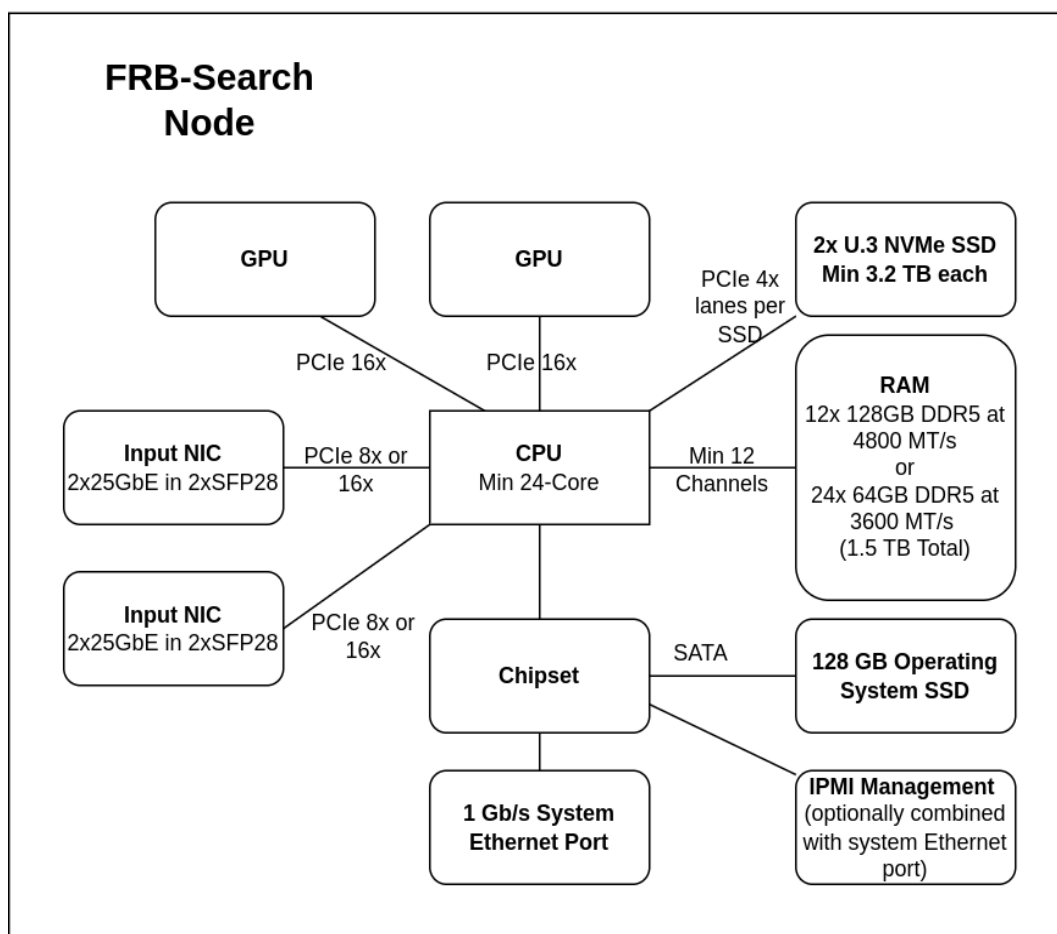 FRB-Search
Node
GPU
GPU
2x U.3 NVMe SSD
Min 3.2 TB each
PCIe 4x
lanes per
SSD
PCIe 16x
PCIe 16x
RAM
12x 128GB DDR5 at
4800 MT/s
or
24x 64GB DDR5 at
3600 MT/s
(1.5 TB Total)
Input NIC
2x25GbE in 2xSFP28
PCIe 8x or
16x
CPU
Min 24-Core
Min 12
Channels
Input NIC
2x25GbE in 2xSFP28
PCIe 8x or
16x
Chipset
SATA
128 GB Operating
System SSD
1 Gb/s System
Ethernet Port
IPMI Management
(optionally combined
with system Ethernet
port)